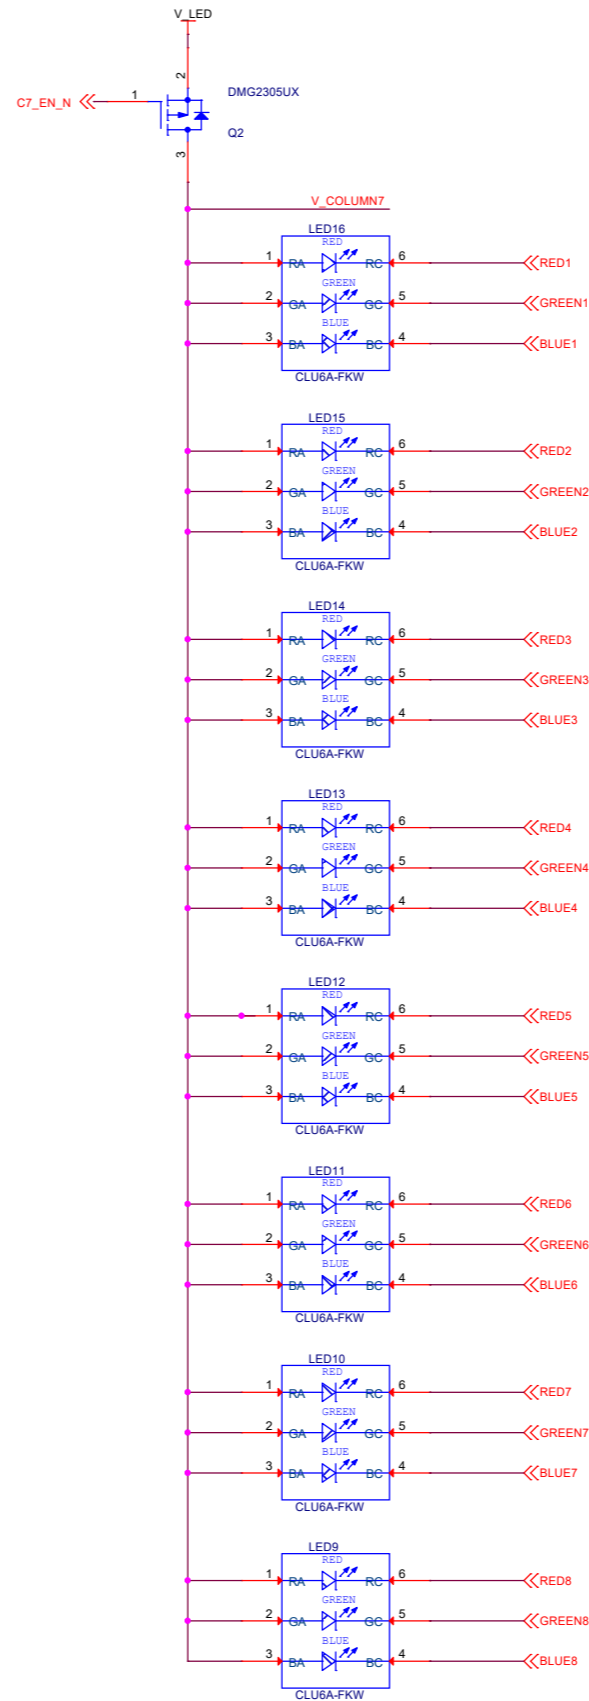 V_LED
2
DMG2305UX
C7_EN_N
1
Q2
3
V_COLUMN7
LED16
RED
1 RA RC 6 RED1
GREEN
2 GA GC 5 GREEN1
BLUE
3 BA BC 4 BLUE1
CLU6A-FKW
LED15
RED
1 RA RC 6 RED2
GREEN
2 GA GC 5 GREEN2
BLUE
3 BA BC 4 BLUE2
CLU6A-FKW
LED14
RED
1 RA RC 6 RED3
GREEN
2 GA GC 5 GREEN3
BLUE
3 BA BC 4 BLUE3
CLU6A-FKW
LED13
RED
1 RA RC 6 RED4
GREEN
2 GA GC 5 GREEN4
BLUE
3 BA BC 4 BLUE4
CLU6A-FKW
LED12
RED
1 RA RC 6 RED5
GREEN
2 GA GC 5 GREEN5
BLUE
3 BA BC 4 BLUE5
CLU6A-FKW
LED11
RED
1 RA RC 6 RED6
GREEN
2 GA GC 5 GREEN6
BLUE
3 BA BC 4 BLUE6
CLU6A-FKW
LED10
RED
1 RA RC 6 RED7
GREEN
2 GA GC 5 GREEN7
BLUE
3 BA BC 4 BLUE7
CLU6A-FKW
LED9
RED
1 RA RC 6 RED8
GREEN
2 GA GC 5 GREEN8
BLUE
3 BA BC 4 BLUE8
CLU6A-FKW